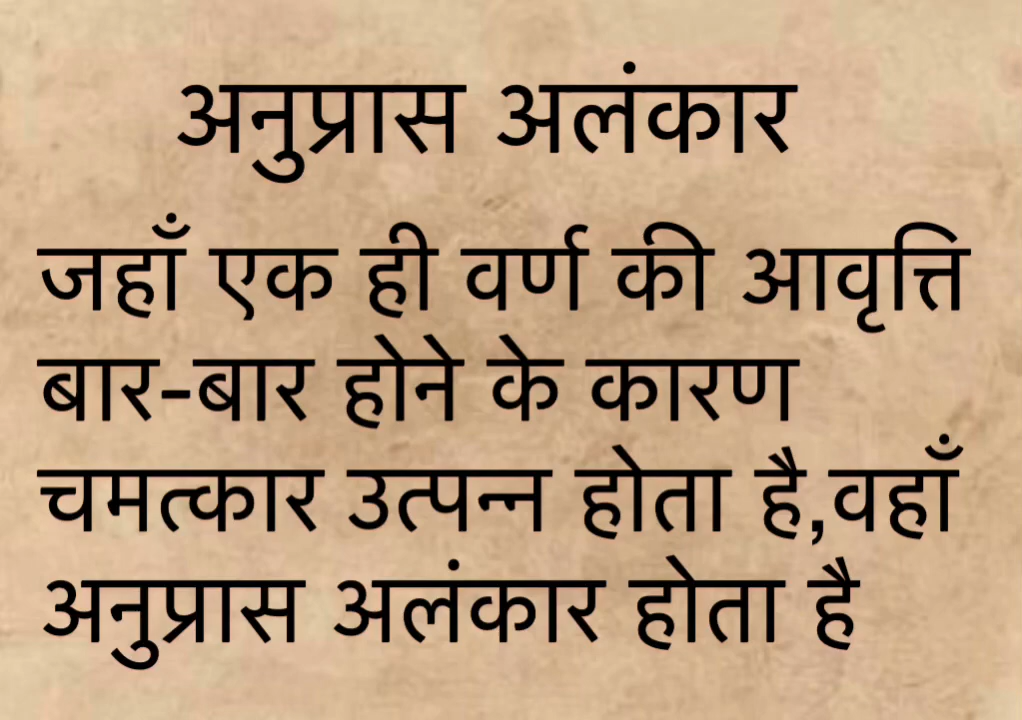 अनुप्रास अलंकार
जहाँ एक ही वर्ण की आवृत्ति
बार-बार होने के कारण
चमत्कार उत्पन्न होता है,वहाँ
अनुप्रास अलंकार होता है